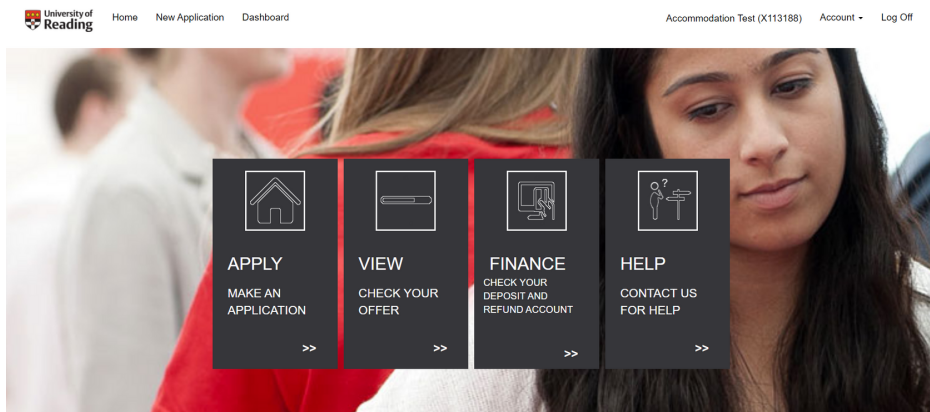 University of
Reading
Home New Application Dashboard Accommodation Test (X113188) Account Log Off
?
APPLY
MAKE AN
APPLICATION
>>
VIEW
CHECK YOUR
OFFER
>>
FINANCE
CHECK YOUR
DEPOSIT AND
REFUND ACCOUNT
>>
HELP
CONTACT US
FOR HELP
>>